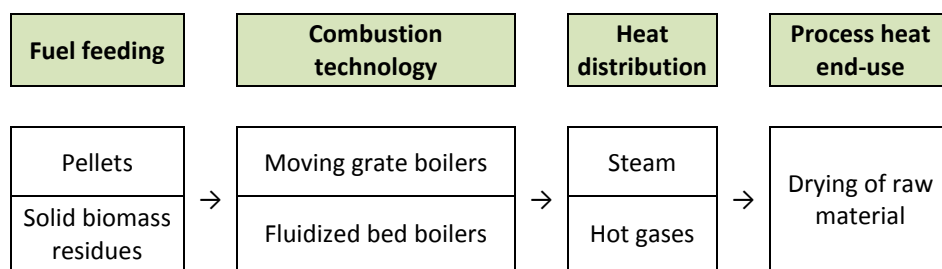 Fuel feeding
Combustion
technology
Heat
distribution
Process heat
end-use
Pellets
Solid biomass
residues
→
Moving grate boilers
Fluidized bed boilers
→
Steam
Hot gases
→
Drying of raw
material